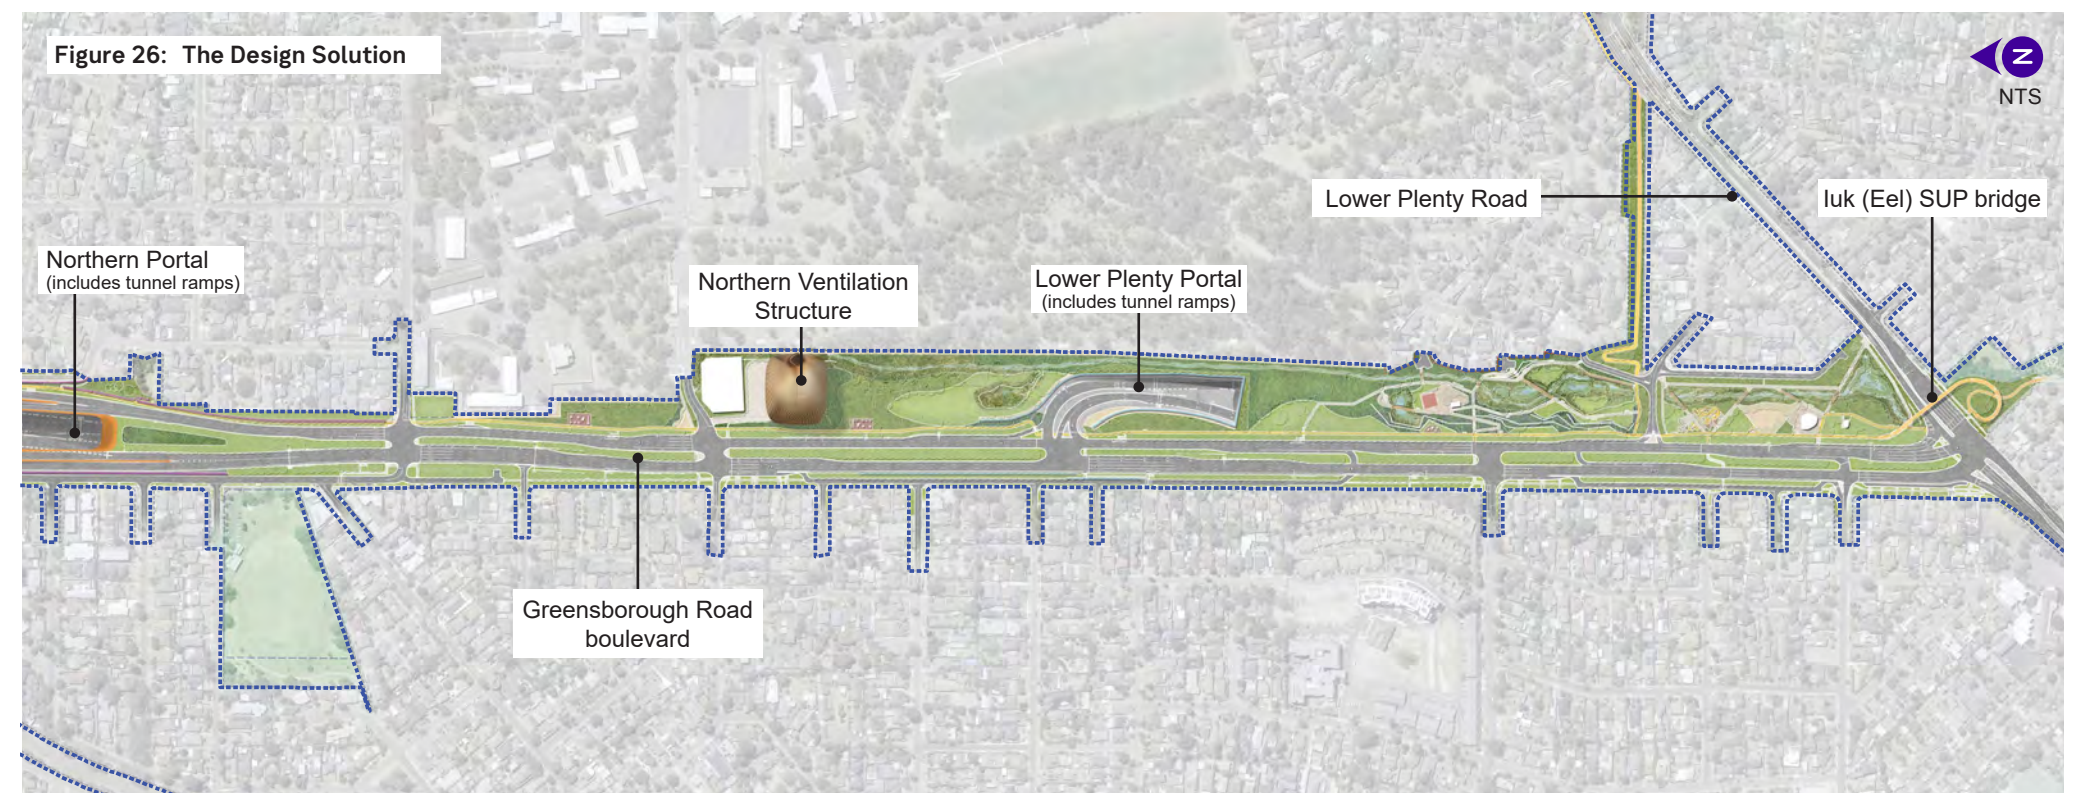 Figure 26: The Design Solution
N
NTS
Lower Plenty Road
Iuk (Eel) SUP bridge
Northern Portal
(includes tunnel ramps)
Northern Ventilation
Structure
Lower Plenty Portal
(includes tunnel ramps)
Greensborough Road
boulevard